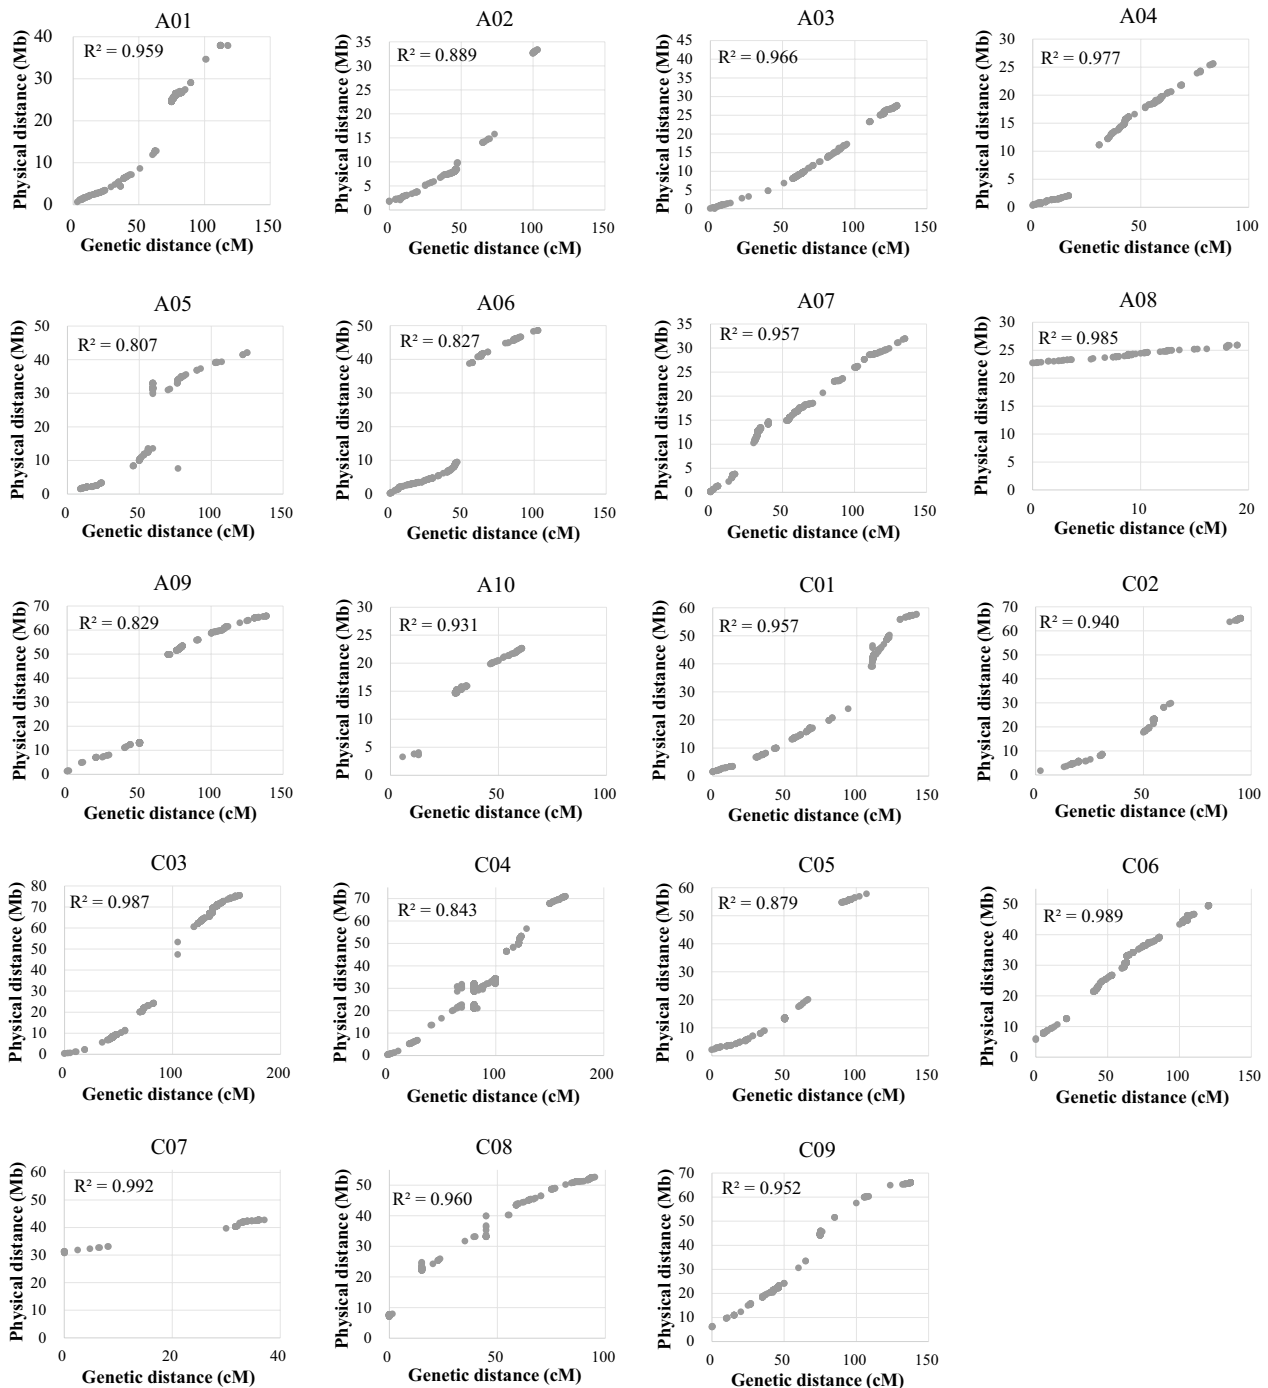 A01
Physical distance (Mb)
R² = 0.959
40
30
20
10
0
0 50 100 150
Genetic distance (cM)
A02
Physical distance (Mb)
R² = 0.889
35
30
25
20
15
10
5
0
0 50 100 150
Genetic distance (cM)
A03
Physical distance (Mb)
R² = 0.966
45
40
35
30
25
20
15
10
5
0
0 50 100 150
Genetic distance (cM)
A04
Physical distance (Mb)
R² = 0.977
30
25
20
15
10
5
0
0 50 100
Genetic distance (cM)
A05
Physical distance (Mb)
R² = 0.807
50
40
30
20
10
0
0 50 100 150
Genetic distance (cM)
A06
Physical distance (Mb)
R² = 0.827
50
40
30
20
10
0
0 50 100 150
Genetic distance (cM)
A07
Physical distance (Mb)
R² = 0.957
35
30
25
20
15
10
5
0
0 50 100 150
Genetic distance (cM)
A08
Physical distance (Mb)
R² = 0.985
30
25
20
15
10
5
0
0 10 20
Genetic distance (cM)
A09
Physical distance (Mb)
R² = 0.829
70
60
50
40
30
20
10
0
0 50 100 150
Genetic distance (cM)
A10
Physical distance (Mb)
R² = 0.931
30
25
20
15
10
5
0
0 50 100
Genetic distance (cM)
C01
Physical distance (Mb)
R² = 0.957
60
50
40
30
20
10
0
0 50 100 150
Genetic distance (cM)
C02
Physical distance (Mb)
R² = 0.940
70
60
50
40
30
20
10
0
0 50 100
Genetic distance (cM)
C03
Physical distance (Mb)
R² = 0.987
80
70
60
50
40
30
20
10
0
0 100 200
Genetic distance (cM)
C04
Physical distance (Mb)
R² = 0.843
70
60
50
40
30
20
10
0
0 50 100 150 200
Genetic distance (cM)
C05
Physical distance (Mb)
R² = 0.879
60
50
40
30
20
10
0
0 50 100 150
Genetic distance (cM)
C06
Physical distance (Mb)
R² = 0.989
50
40
30
20
10
0
0 50 100 150
Genetic distance (cM)
C07
Physical distance (Mb)
R² = 0.992
60
50
40
30
20
10
0
0 20 40
Genetic distance (cM)
C08
Physical distance (Mb)
R² = 0.960
50
40
30
20
10
0
0 50 100
Genetic distance (cM)
C09
Physical distance (Mb)
R² = 0.952
70
60
50
40
30
20
10
0
0 50 100 150
Genetic distance (cM)